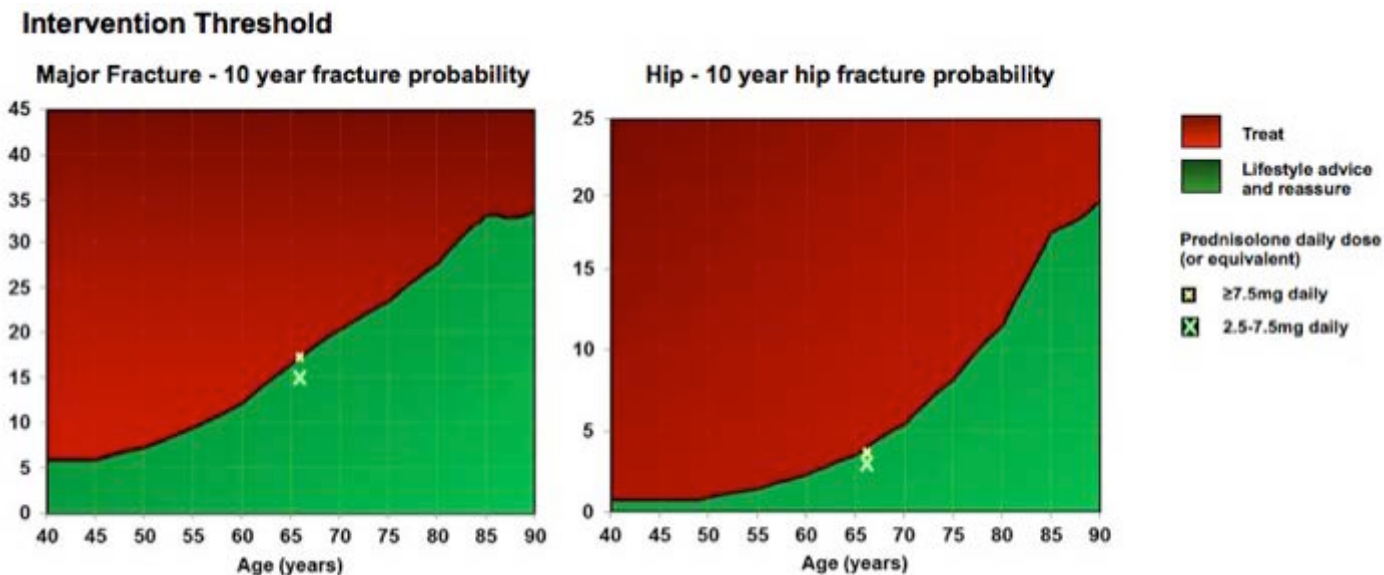 Intervention Threshold
Major Fracture - 10 year fracture probability
45
40
35
30
25
20
15
10
5
0
40 45 50 55 60 65 70 75 80 85 90
Age (years)
Hip - 10 year hip fracture probability
25
20
15
10
5
0
40 45 50 55 60 65 70 75 80 85 90
Age (years)
Treat
Lifestyle advice
and reassure
Prednisolone daily dose
(or equivalent)
≥7.5mg daily
2.5-7.5mg daily